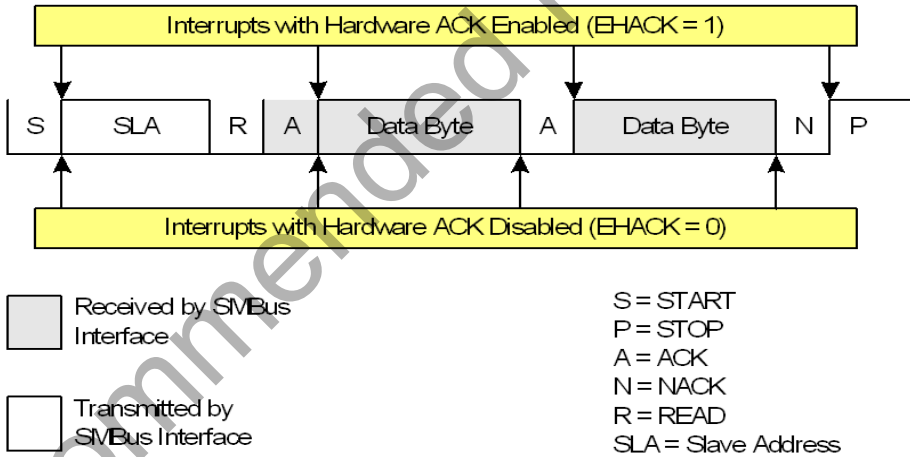 Interrupts with Hardware ACK Enabled (EHACK = 1)
S SLA R A Data Byte A Data Byte N P
Interrupts with Hardware ACK Disabled (EHACK = 0)
Received by SMBus
Interface
Transmitted by
SMBus Interface
S = START
P = STOP
A = ACK
N = NACK
R = READ
SLA = Slave Address